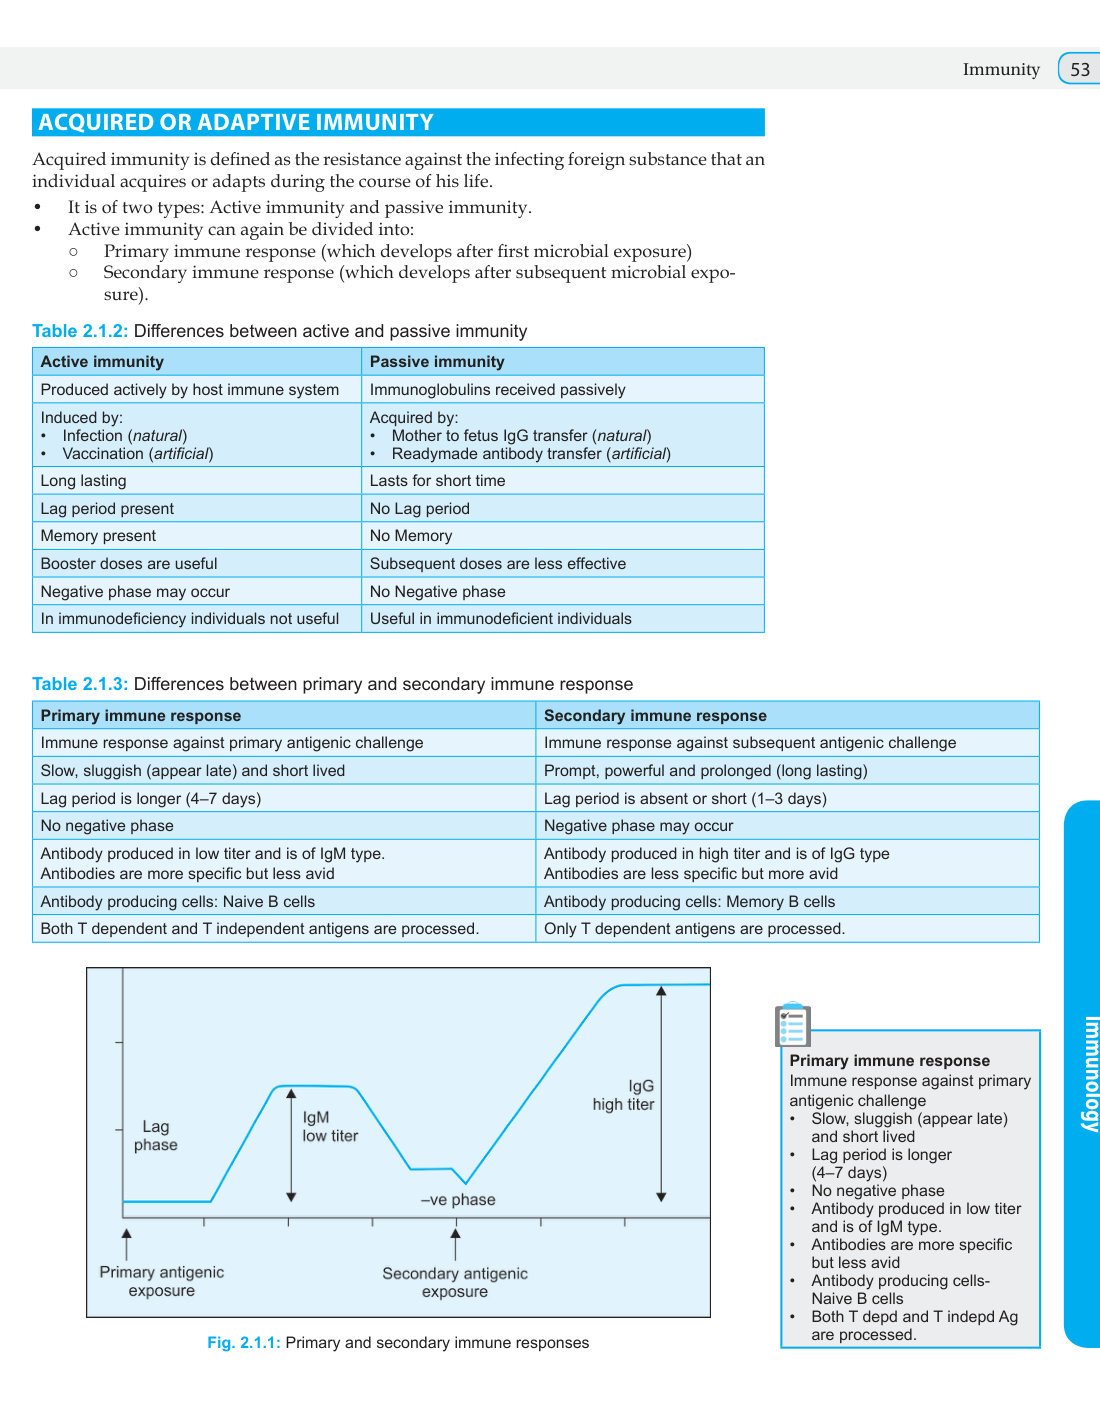 Immunity 53
ACQUIRED OR ADAPTIVE IMMUNITY
Acquired immunity is defined as the resistance against the infecting foreign substance that an
individual acquires or adapts during the course of his life.
• It is of two types: Active immunity and passive immunity.
• Active immunity can again be divided into:
○ Primary immune response (which develops after first microbial exposure)
○ Secondary immune response (which develops after subsequent microbial expo-
sure).
Table 2.1.2: Differences between active and passive immunity
Active immunity Passive immunity
Produced actively by host immune system Immunoglobulins received passively
Induced by: Acquired by:
• Infection (natural) • Mother to fetus IgG transfer (natural)
• Vaccination (artificial) • Readymade antibody transfer (artificial)
Long lasting Lasts for short time
Lag period present No Lag period
Memory present No Memory
Booster doses are useful Subsequent doses are less effective
Negative phase may occur No Negative phase
In immunodeficiency individuals not useful Useful in immunodeficient individuals
Table 2.1.3: Differences between primary and secondary immune response
Primary immune response Secondary immune response
Immune response against primary antigenic challenge Immune response against subsequent antigenic challenge
Slow, sluggish (appear late) and short lived Prompt, powerful and prolonged (long lasting)
Lag period is longer (4–7 days) Lag period is absent or short (1–3 days)
No negative phase Negative phase may occur
Antibody produced in low titer and is of IgM type. Antibody produced in high titer and is of IgG type
Antibodies are more specific but less avid Antibodies are less specific but more avid
Antibody producing cells: Naive B cells Antibody producing cells: Memory B cells
Both T dependent and T independent antigens are processed. Only T dependent antigens are processed.
Lag
phase
IgM
low titer
IgG
high titer
–ve phase
Primary antigenic
exposure
Secondary antigenic
exposure
Fig. 2.1.1: Primary and secondary immune responses
Primary immune response
Immune response against primary
antigenic challenge
• Slow, sluggish (appear late)
and short lived
• Lag period is longer
(4–7 days)
• No negative phase
• Antibody produced in low titer
and is of IgM type.
• Antibodies are more specific
but less avid
• Antibody producing cells-
Naive B cells
• Both T depd and T indepd Ag
are processed.
Immunology